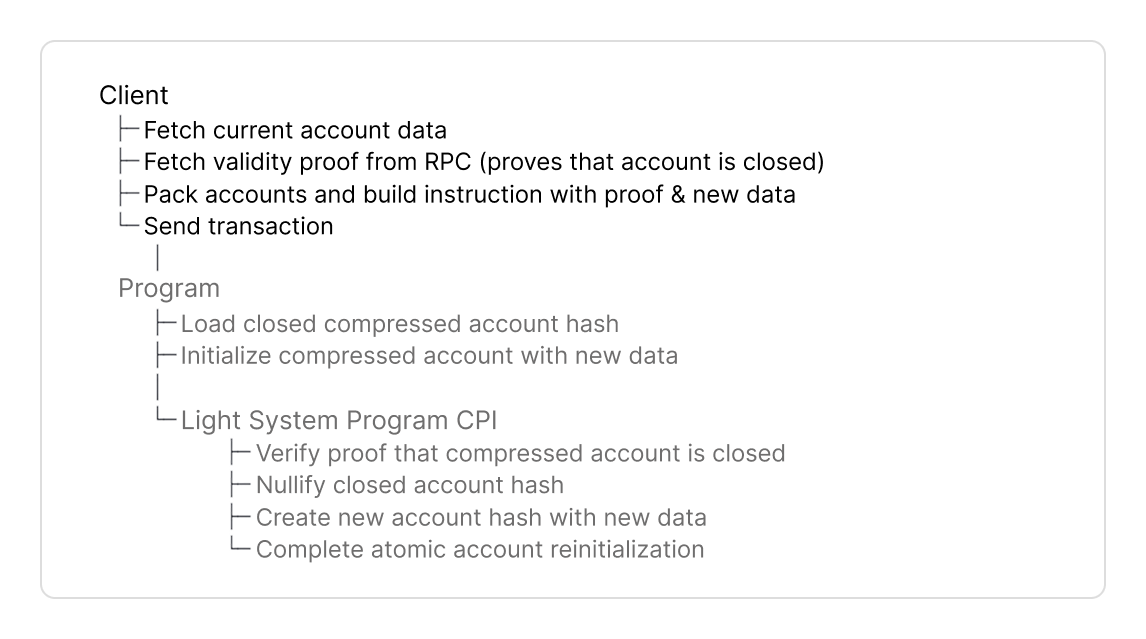 Client
Fetch current account data
Fetch validity proof from RPC (proves that account is closed)
Pack accounts and build instruction with proof & new data
Send transaction
Program
Load closed compressed account hash
Initialize compressed account with new data
Light System Program CPI
Verify proof that compressed account is closed
Nullify closed account hash
Create new account hash with new data
Complete atomic account reinitialization